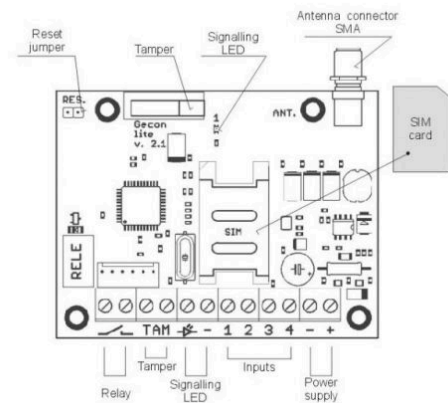 Reset
jumper
Tamper
Signalling
LED
Antenna connector
SMA
RES.
Gecon
lite
v. 2.1
1
ANT.
SIM
card
SIM
RELE
TAM - 1 2 3 4 - +
Relay
Tamper
Signalling
LED
Inputs
Power
supply